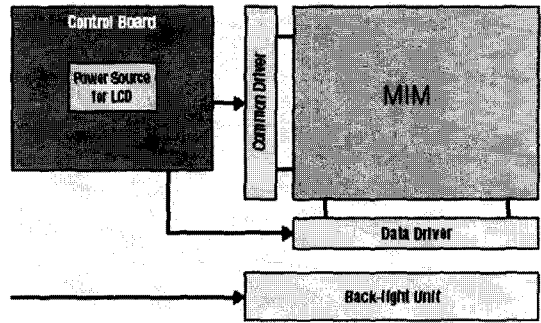 Control Board
Power Source
for LCD
Common Driver
MIM
Data Driver
Back-light Unit